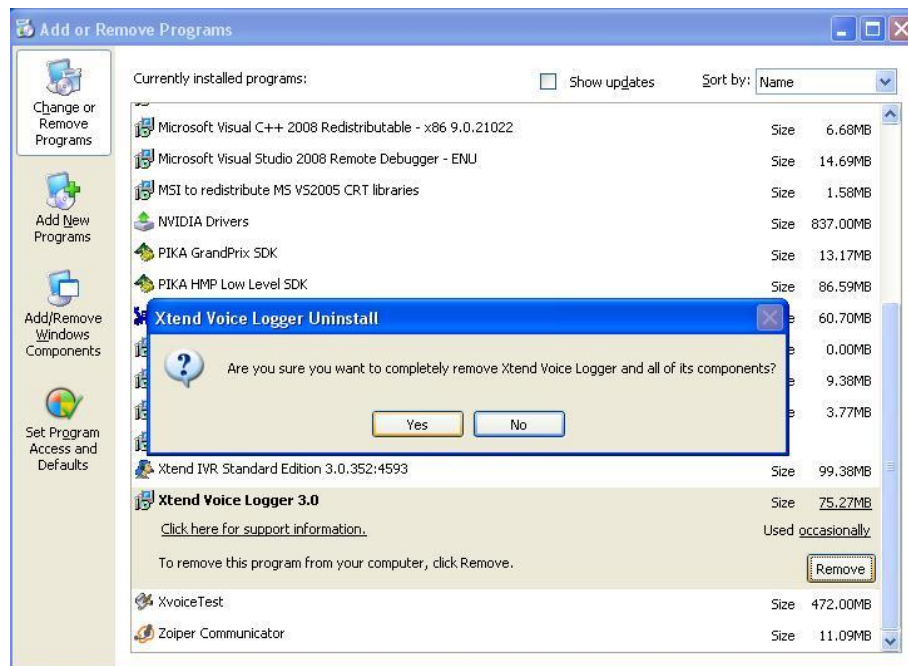 Add or Remove Programs
Currently installed programs:
Show updates
Sort by: Name
Change or
Remove
Programs
Add New
Programs
Add/Remove
Windows
Components
Set Program
Access and
Defaults
Microsoft Visual C++ 2008 Redistributable - x86 9.0.21022 Size 6.68MB
Microsoft Visual Studio 2008 Remote Debugger - ENU Size 14.69MB
MSI to redistribute MS VS2005 CRT libraries Size 1.58MB
NVIDIA Drivers Size 837.00MB
PIKA GrandPrix SDK Size 13.17MB
PIKA HMP Low Level SDK Size 86.59MB
60.70MB
0.00MB
9.38MB
3.77MB
Xtend Voice Logger Uninstall
Are you sure you want to completely remove Xtend Voice Logger and all of its components?
Yes No
Xtend IVR Standard Edition 3.0.352:4593 Size 99.38MB
Xtend Voice Logger 3.0 Size 75.27MB
Click here for support information. Used occasionally
To remove this program from your computer, click Remove. Remove
XvoiceTest Size 472.00MB
Zoiper Communicator Size 11.09MB